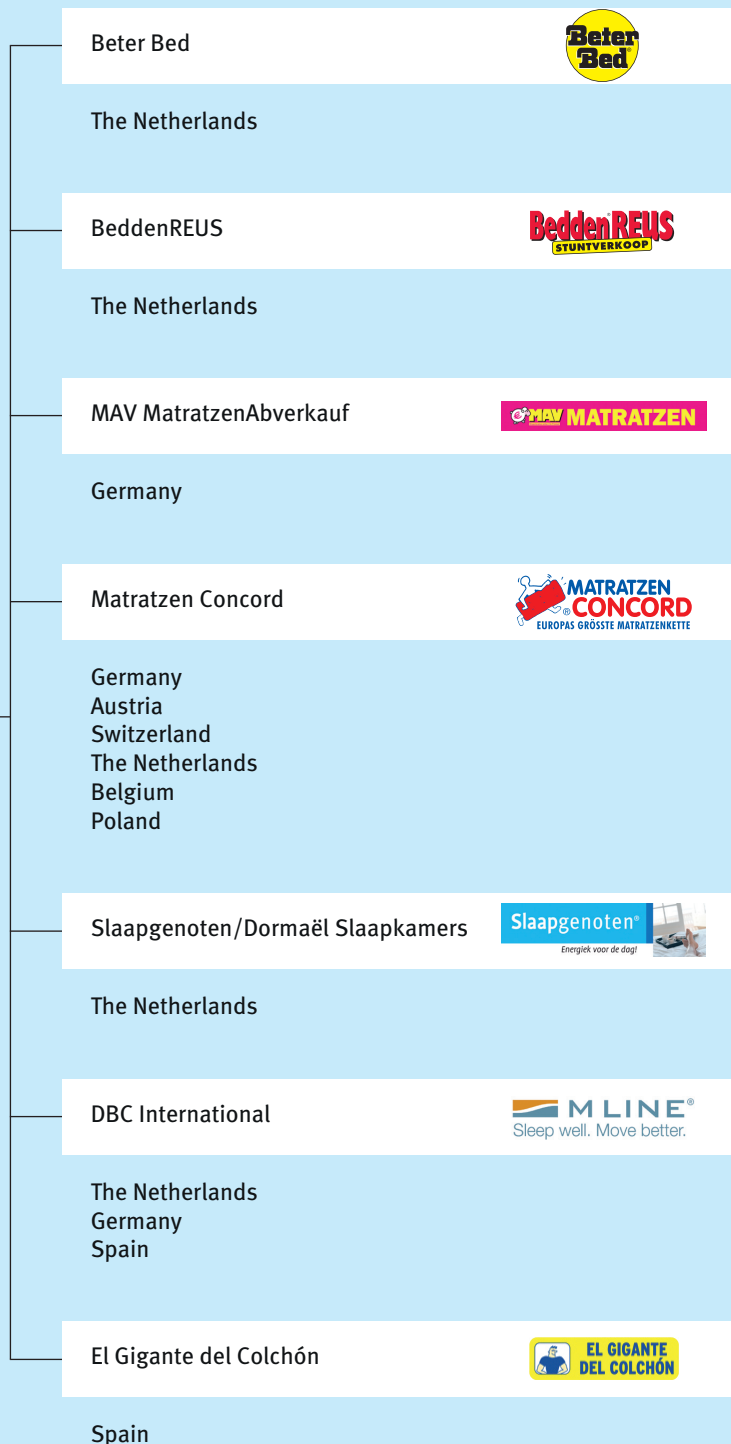 Beter Bed
Beter
Bed®
The Netherlands
BeddenREUS
BeddenREUS
STUNTVERKOOP
The Netherlands
MAV MatratzenAbverkauf
MAV MATRATZEN
Germany
Matratzen Concord
MATRATZEN
®CONCORD
EUROPAS GRÖSSTE MATRATZENKETTE
Germany
Austria
Switzerland
The Netherlands
Belgium
Poland
Slaapgenoten/Dormaël Slaapkamers
Slaapgenoten®
Energiek voor de dag!
The Netherlands
DBC International
M LINE®
Sleep well. Move better.
The Netherlands
Germany
Spain
El Gigante del Colchón
EL GIGANTE
DEL COLCHÓN
Spain